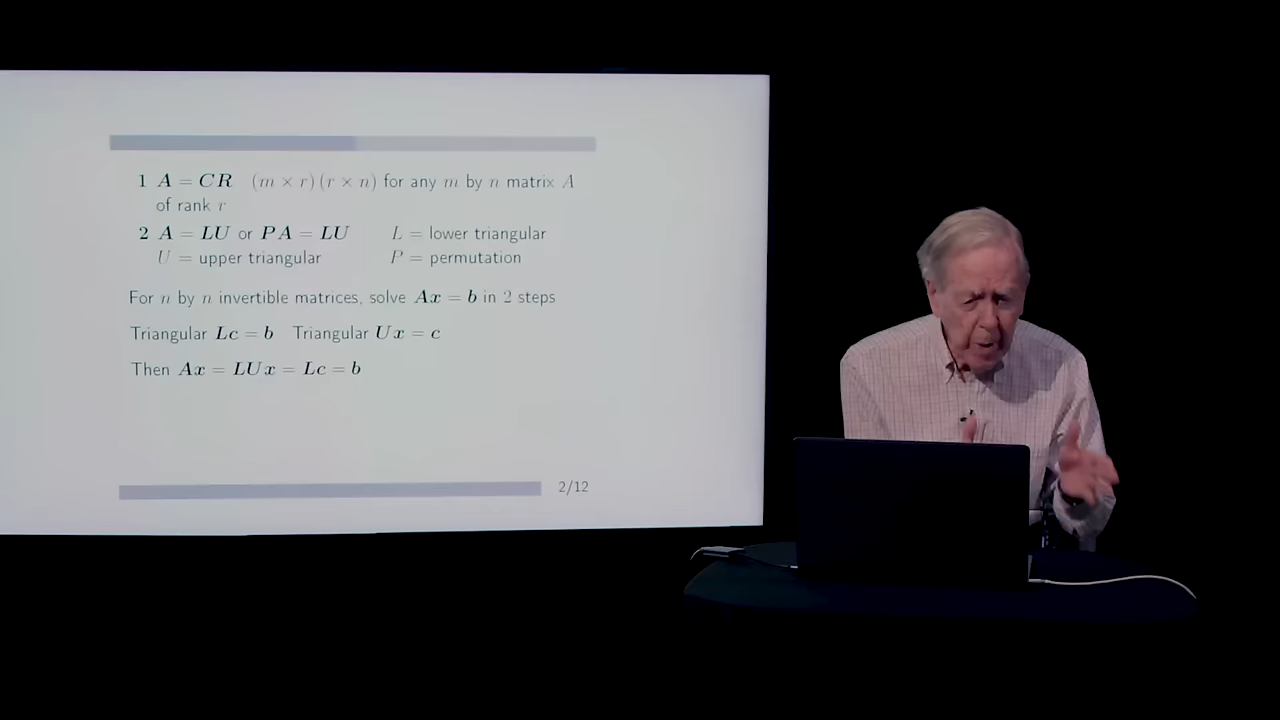 1 A = CR (m × r)(r × n) for any m by n matrix A
of rank r
2 A = LU or PA = LU L = lower triangular
U = upper triangular P = permutation
For n by n invertible matrices, solve Ax = b in 2 steps
Triangular Lc = b Triangular Ux = c
Then Ax = LUx = Lc = b
2/12